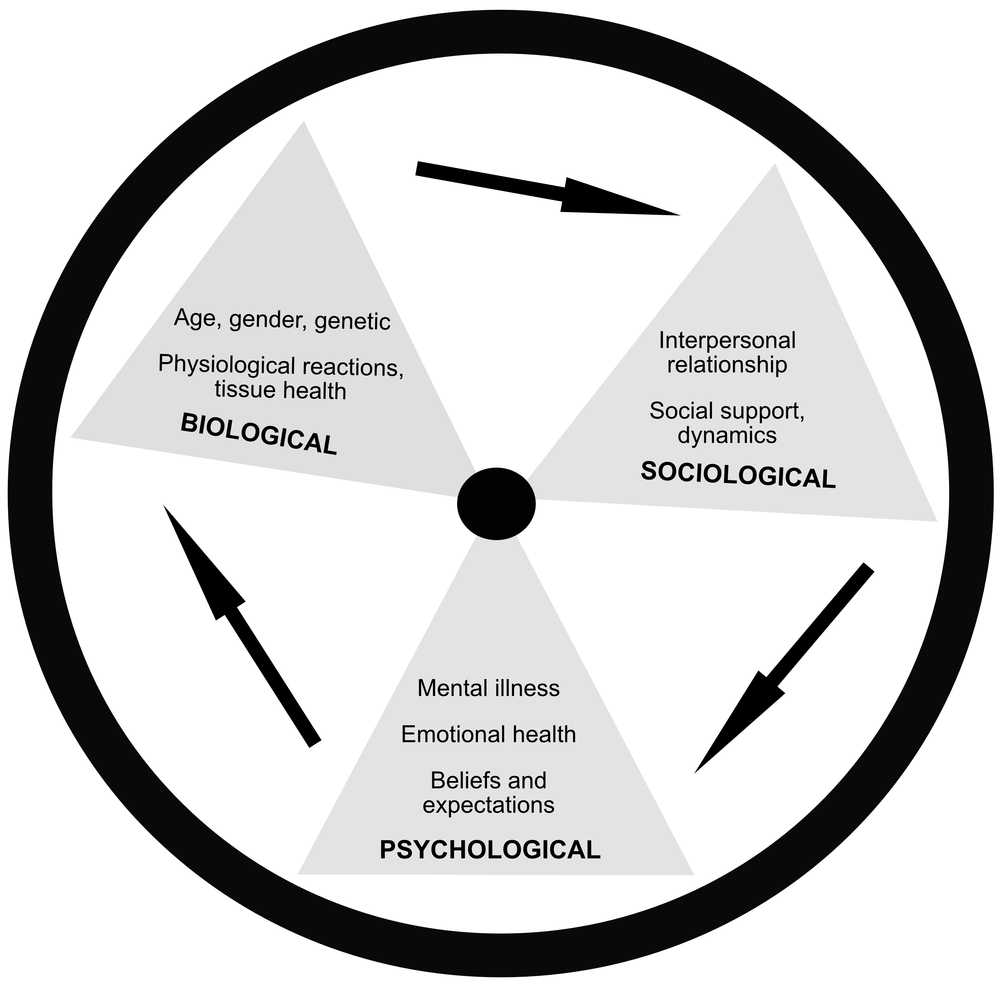 Age, gender, genetic
Physiological reactions,
tissue health
BIOLOGICAL
Interpersonal
relationship
Social support,
dynamics
SOCIOLOGICAL
Mental illness
Emotional health
Beliefs and
expectations
PSYCHOLOGICAL